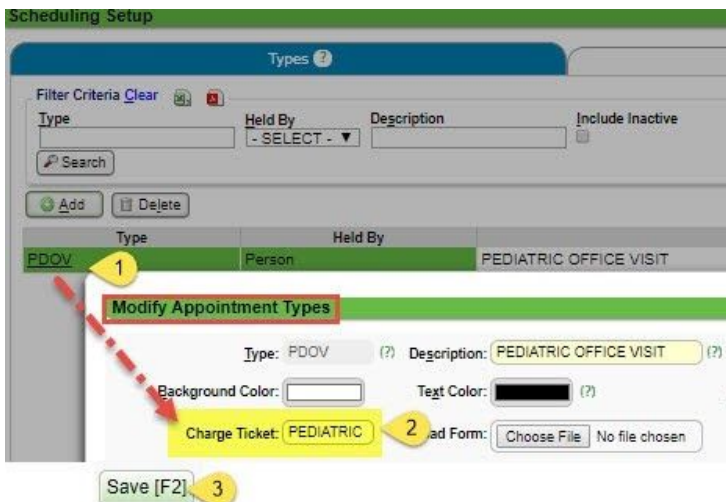 Scheduling Setup
Types ?
Filter Criteria Clear
Type Held By Description Include Inactive
- SELECT -
Search
Add Delete
Type Held By
PDOV Person PEDIATRIC OFFICE VISIT
1
Modify Appointment Types
Type: PDOV (?) Description: PEDIATRIC OFFICE VISIT (?)
Background Color: Text Color: (?)
Charge Ticket: PEDIATRIC 2 ad Form: Choose File No file chosen
Save [F2] 3